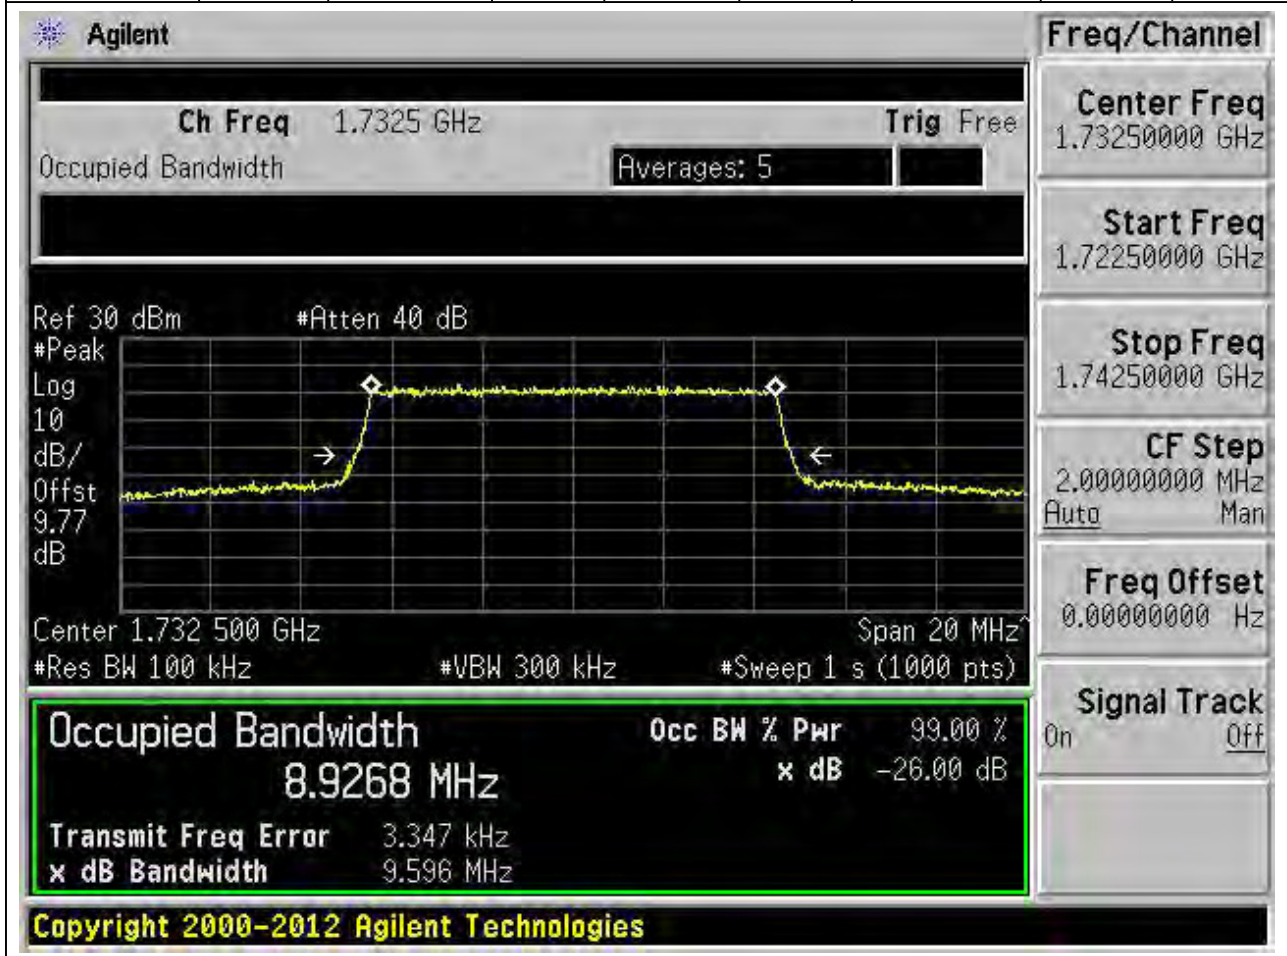 Agilent
Freq/Channel
Ch Freq 1.7325 GHz Trig Free
Occupied Bandwidth Averages: 5
Center Freq
1.73250000 GHz
Start Freq
1.72250000 GHz
Ref 30 dBm #Atten 40 dB
#Peak
Log
10
dB/
Offst
9.77
dB
Stop Freq
1.74250000 GHz
CF Step
2.00000000 MHz
Auto Man
Freq Offset
0.00000000 Hz
Center 1.732 500 GHz Span 20 MHz^
#Res BW 100 kHz #VBW 300 kHz #Sweep 1 s (1000 pts)
Signal Track
On Off
Occupied Bandwidth
8.9268 MHz
Occ BW % Pwr 99.00 %
x dB -26.00 dB
Transmit Freq Error 3.347 kHz
x dB Bandwidth 9.596 MHz
Copyright 2000-2012 Agilent Technologies